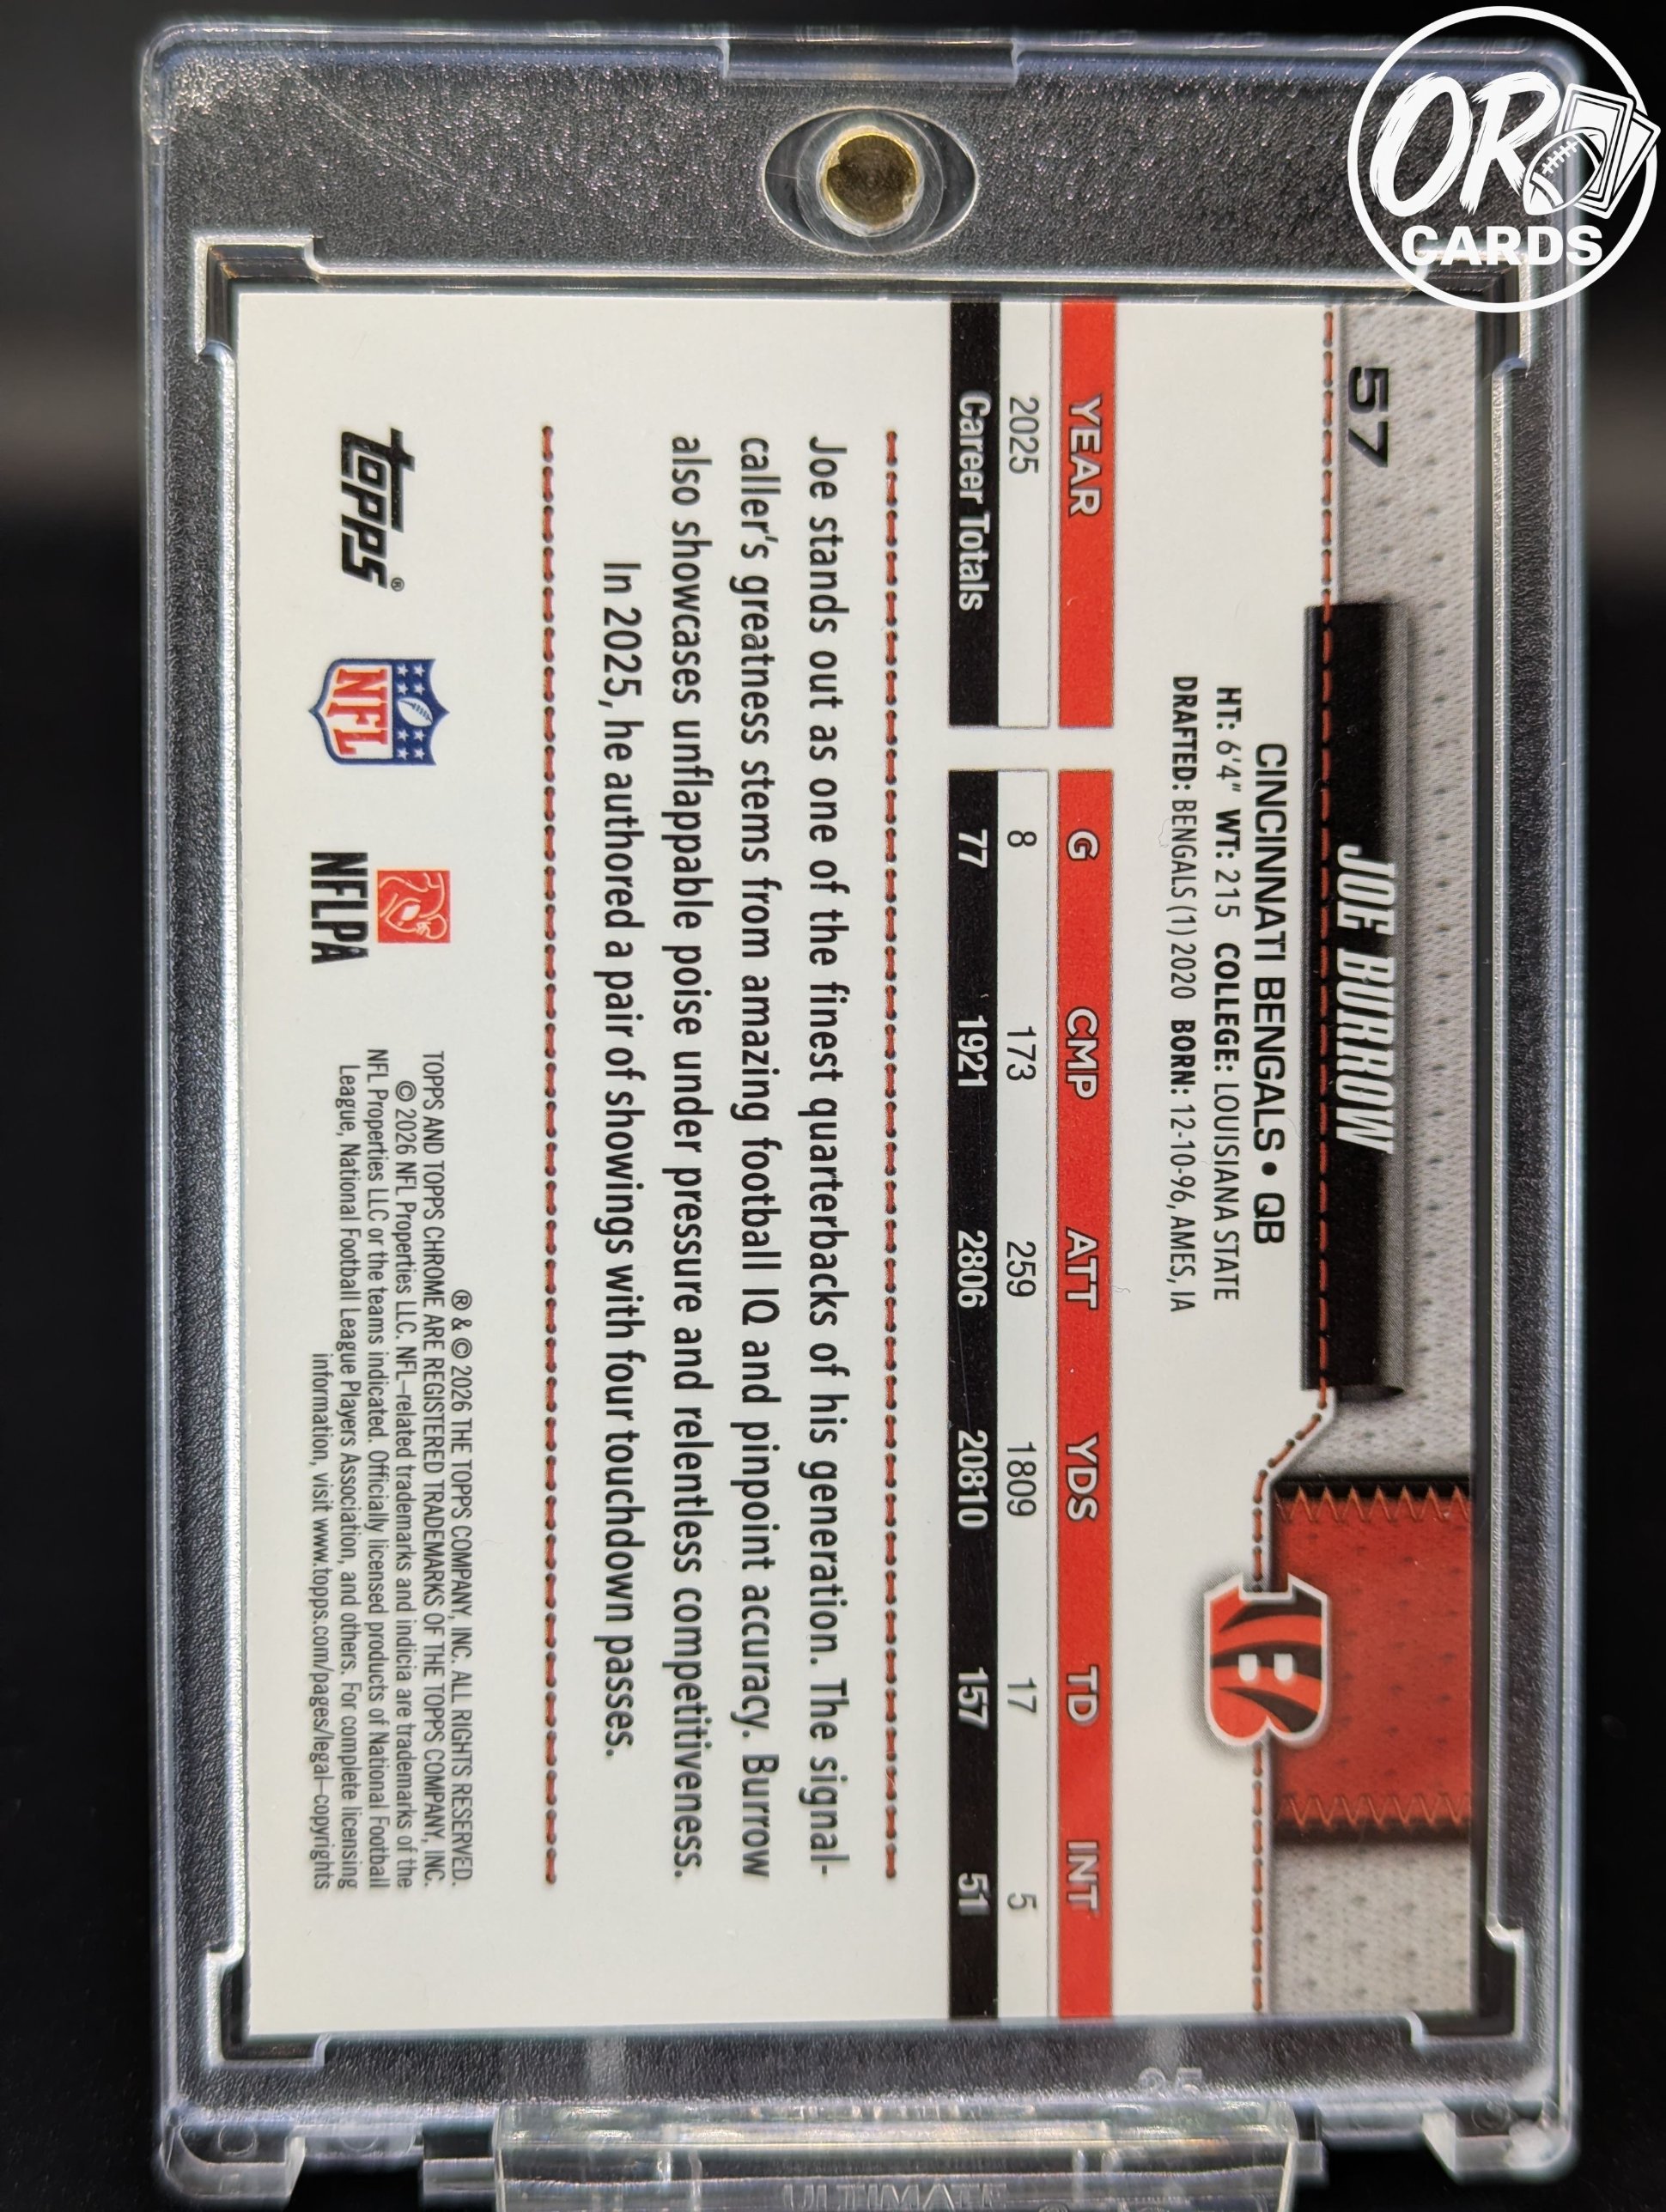 OR
CARDS
57
JOE BURROW
CINCINNATI BENGALS • QB
HT: 6'4" WT: 215 COLLEGE: LOUISIANA STATE
DRAFTED: BENGALS (1) 2020 BORN: 12-10-96, AMES, IA
YEAR G CMP ATT YDS TD INT
2025 8 173 259 1809 17 5
Career Totals 77 1921 2806 20810 157 51
Joe stands out as one of the finest quarterbacks of his generation. The signal-
caller's greatness stems from amazing football IQ and pinpoint accuracy. Burrow
also showcases unflappable poise under pressure and relentless competitiveness.
In 2025, he authored a pair of showings with four touchdown passes.
topps®
NFL
NFLPA
® & © 2026 THE TOPPS COMPANY, INC. ALL RIGHTS RESERVED.
TOPPS AND TOPPS CHROME ARE REGISTERED TRADEMARKS OF THE TOPPS COMPANY, INC.
© 2026 NFL Properties LLC. NFL-related trademarks and indicia are trademarks of the
NFL Properties LLC or the teams indicated. Officially licensed products of National Football
League, National Football League Players Association, and others. For complete licensing
information, visit www.topps.com/pages/legal-copyrights
B
ULTIMATE